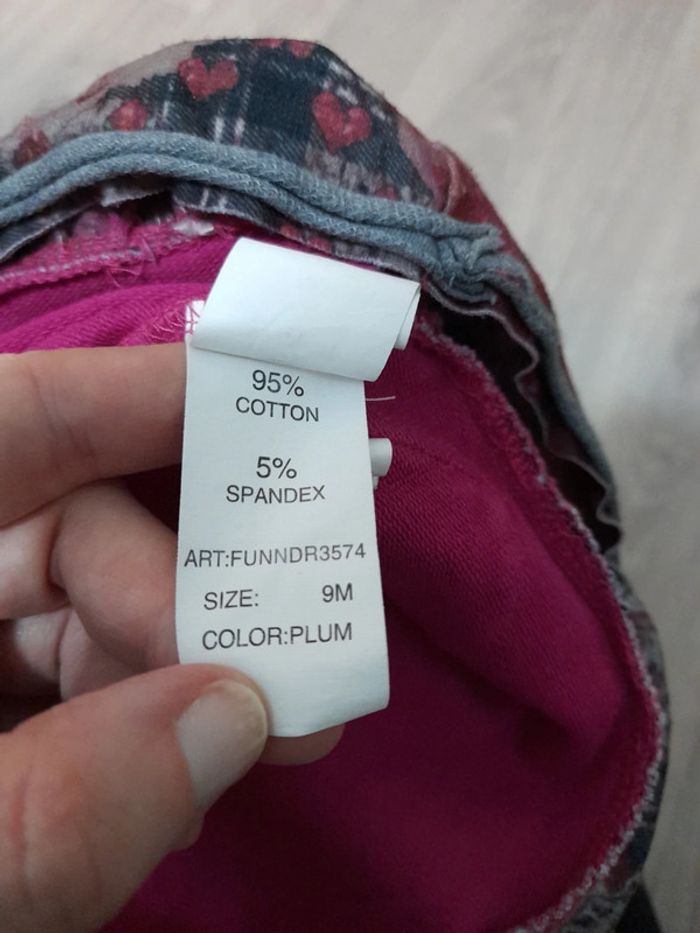 95%
COTTON
5%
SPANDEX
ART:FUNNDR3574
SIZE: 9M
COLOR:PLUM